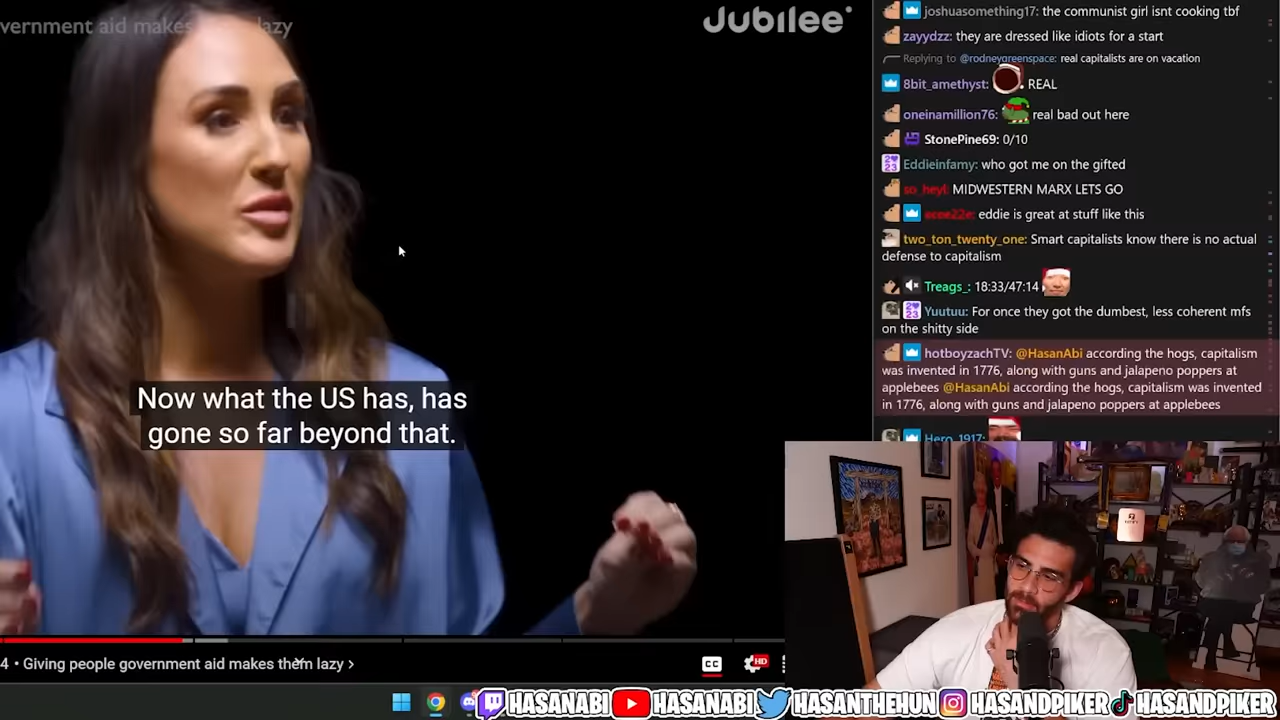 vernment aid makes
lazy
Jubilee
Now what the US has, has
gone so far beyond that.
4 • Giving people government aid makes them lazy ›
CC
HD
joshuasomething17: the communist girl isnt cooking tbf
zayydzz: they are dressed like idiots for a start
Replying to @rodneygreenspace: real capitalists are on vacation
8bit_amethyst: REAL
oneinamillion76: real bad out here
StonePine69: 0/10
Eddieinfamy: who got me on the gifted
so_heyl: MIDWESTERN MARX LETS GO
eddie is great at stuff like this
two_ton_twenty_one: Smart capitalists know there is no actual
defense to capitalism
Treags_: 18:33/47:14
Yuutuu: For once they got the dumbest, less coherent mfs
on the shitty side
hotboyzachTV: @HasanAbi according the hogs, capitalism
was invented in 1776, along with guns and jalapeno poppers at
applebees @HasanAbi according the hogs, capitalism was invented
in 1776, along with guns and jalapeno poppers at applebees
Hero_1917:
HASANABI HASANABI HASANTHEHUN HASANDPIKER HASANDPIKER